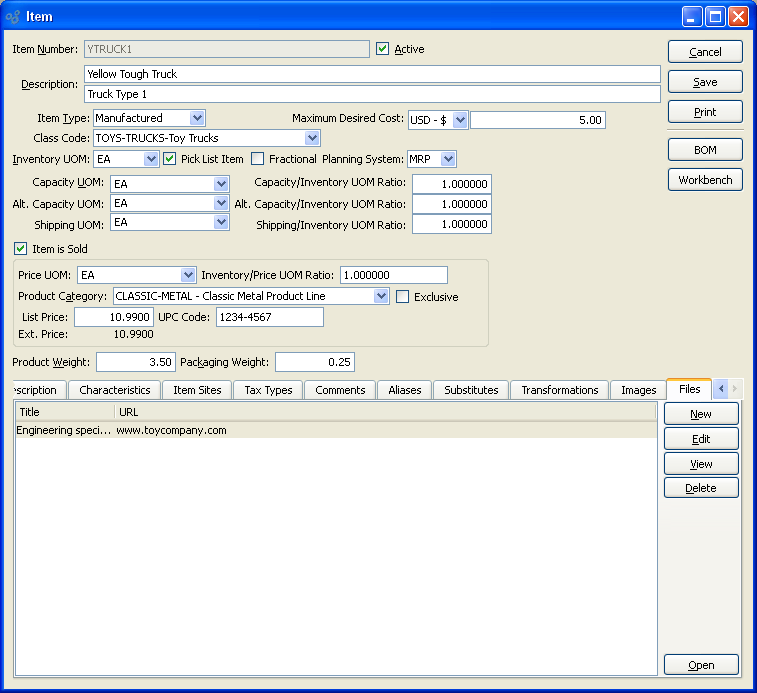 Item
Item Number: YTRUCK1 Active Cancel
Description: Yellow Tough Truck Save
Truck Type 1
Item Type: Manufactured Maximum Desired Cost: USD - $ 5.00 Print
Class Code: TOYS-TRUCKS-Toy Trucks
Inventory UOM: EA Pick List Item Fractional Planning System: MRP BOM
Capacity UOM: EA Capacity/Inventory UOM Ratio: 1.000000 Workbench
Alt. Capacity UOM: EA Alt. Capacity/Inventory UOM Ratio: 1.000000
Shipping UOM: EA Shipping/Inventory UOM Ratio: 1.000000
Item is Sold
Price UOM: EA Inventory/Price UOM Ratio: 1.000000
Product Category: CLASSIC-METAL - Classic Metal Product Line Exclusive
List Price: 10.9900 UPC Code: 1234-4567
Ext. Price: 10.9900
Product Weight: 3.50 Packaging Weight: 0.25
scription Characteristics Item Sites Tax Types Comments Aliases Substitutes Transformations Images Files
Title URL New
Engineering speci... www.toycompany.com
Edit
View
Delete
Open